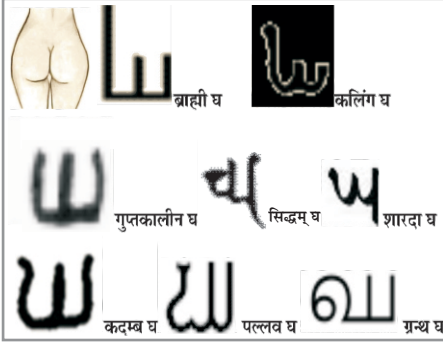 ब्राह्मी घ कलिंग घ
गुप्तकालीन घ सिद्धम् घ शारदा घ
कदम्ब घ पल्लव घ ग्रन्थ घ